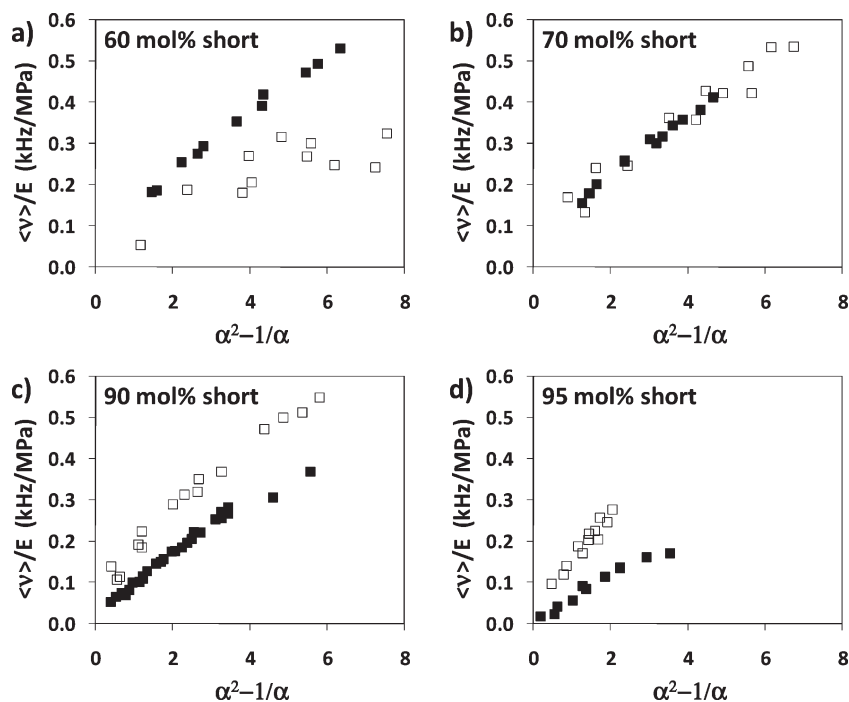 a)
60 mol% short
<ν>/E (kHz/MPa)
0.6
0.5
0.4
0.3
0.2
0.1
0.0
0 2 4 6 8
α²−1/α
b)
70 mol% short
<ν>/E (kHz/MPa)
0.6
0.5
0.4
0.3
0.2
0.1
0.0
0 2 4 6 8
α²−1/α
c)
90 mol% short
<ν>/E (kHz/MPa)
0.6
0.5
0.4
0.3
0.2
0.1
0.0
0 2 4 6 8
α²−1/α
d)
95 mol% short
<ν>/E (kHz/MPa)
0.6
0.5
0.4
0.3
0.2
0.1
0.0
0 2 4 6 8
α²−1/α